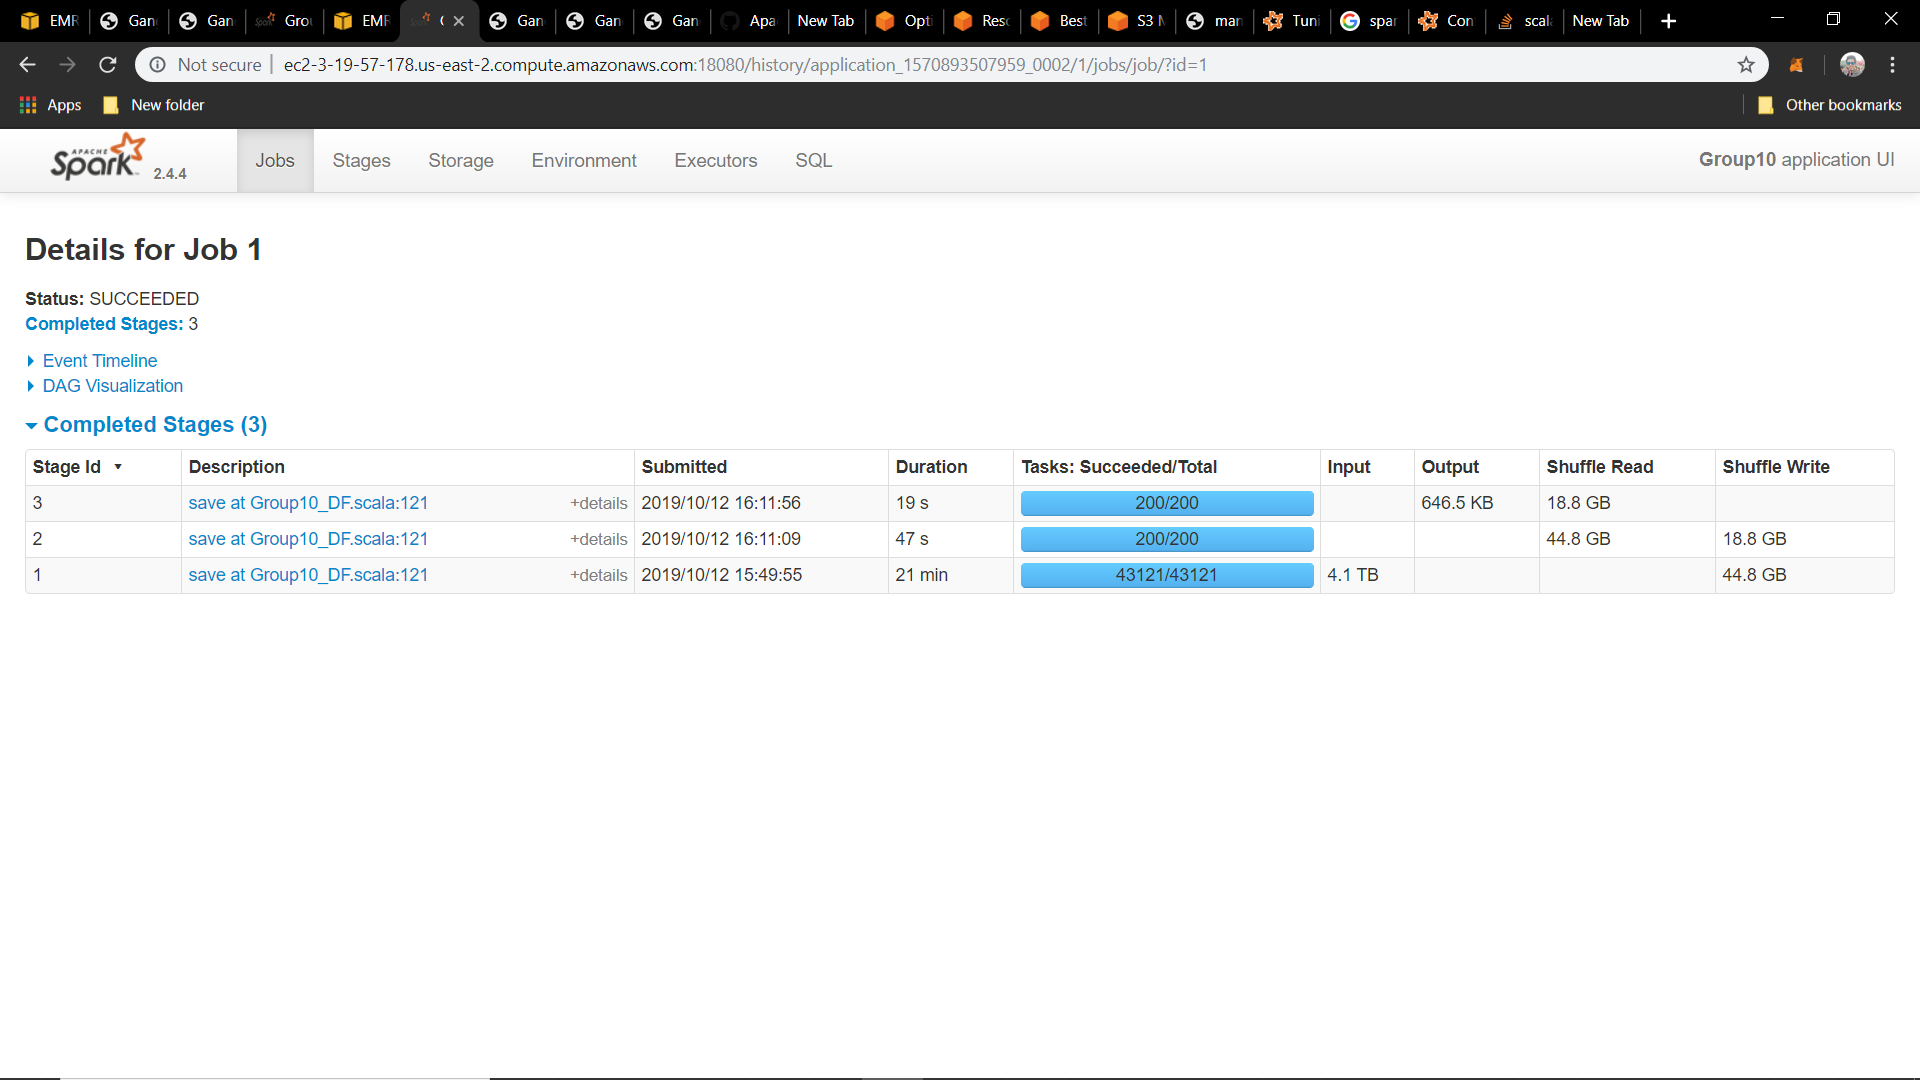 EMR Gan Gan Grou EMR Gan Gan Gan Apa New Tab Opti Reso Best S3 M man Tuni spar Con scala New Tab
Not secure | ec2-3-19-57-178.us-east-2.compute.amazonaws.com:18080/history/application_1570893507959_0002/1/jobs/job/?id=1
Apps New folder Other bookmarks
APACHE Spark 2.4.4 Jobs Stages Storage Environment Executors SQL Group10 application UI
Details for Job 1
Status: SUCCEEDED
Completed Stages: 3
Event Timeline
DAG Visualization
Completed Stages (3)
Stage Id Description Submitted Duration Tasks: Succeeded/Total Input Output Shuffle Read Shuffle Write
3 save at Group10_DF.scala:121 +details 2019/10/12 16:11:56 19 s 200/200 646.5 KB 18.8 GB
2 save at Group10_DF.scala:121 +details 2019/10/12 16:11:09 47 s 200/200 44.8 GB 18.8 GB
1 save at Group10_DF.scala:121 +details 2019/10/12 15:49:55 21 min 43121/43121 4.1 TB 44.8 GB